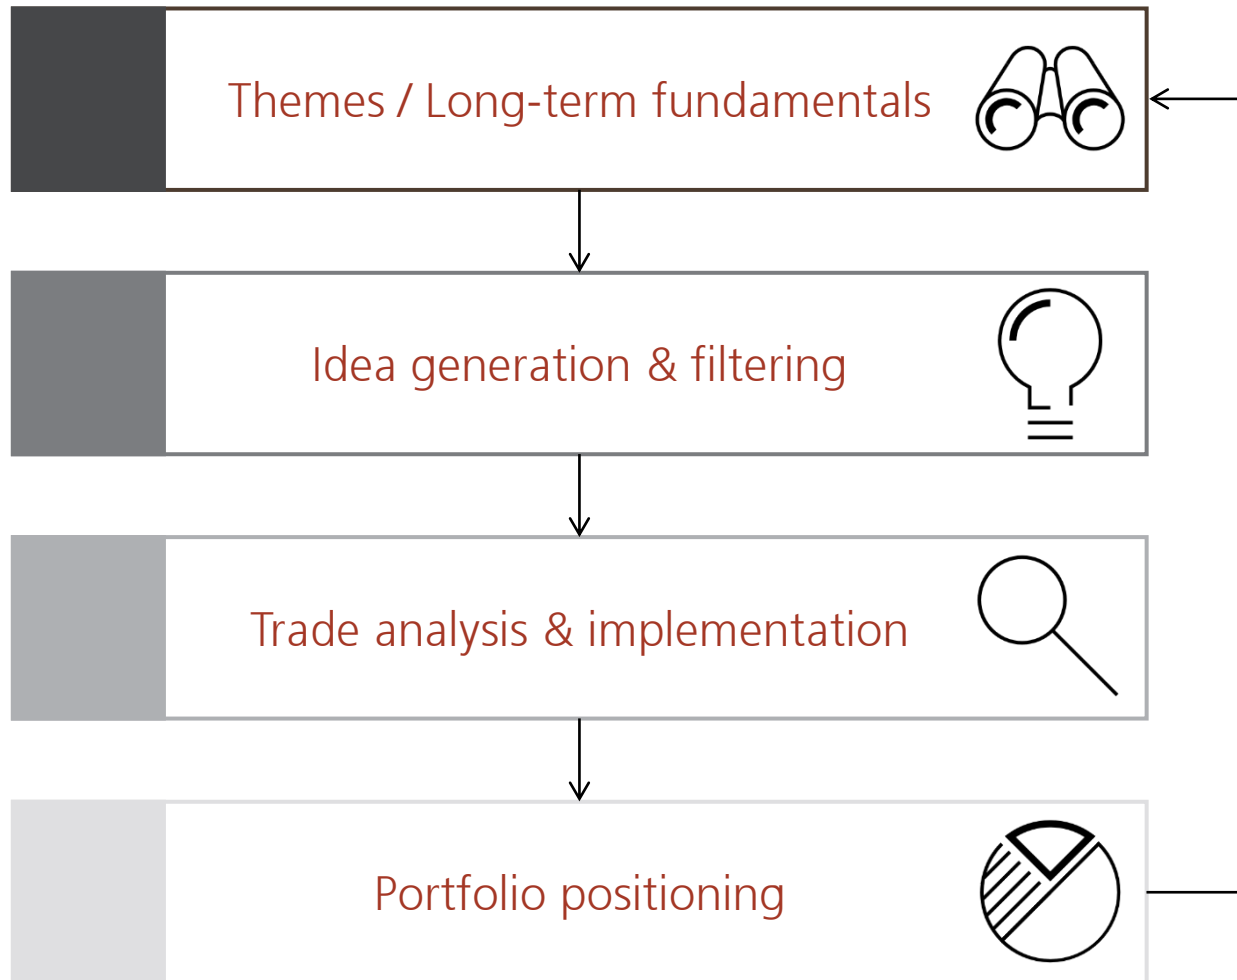 Themes / Long-term fundamentals
Idea generation & filtering
Trade analysis & implementation
Portfolio positioning